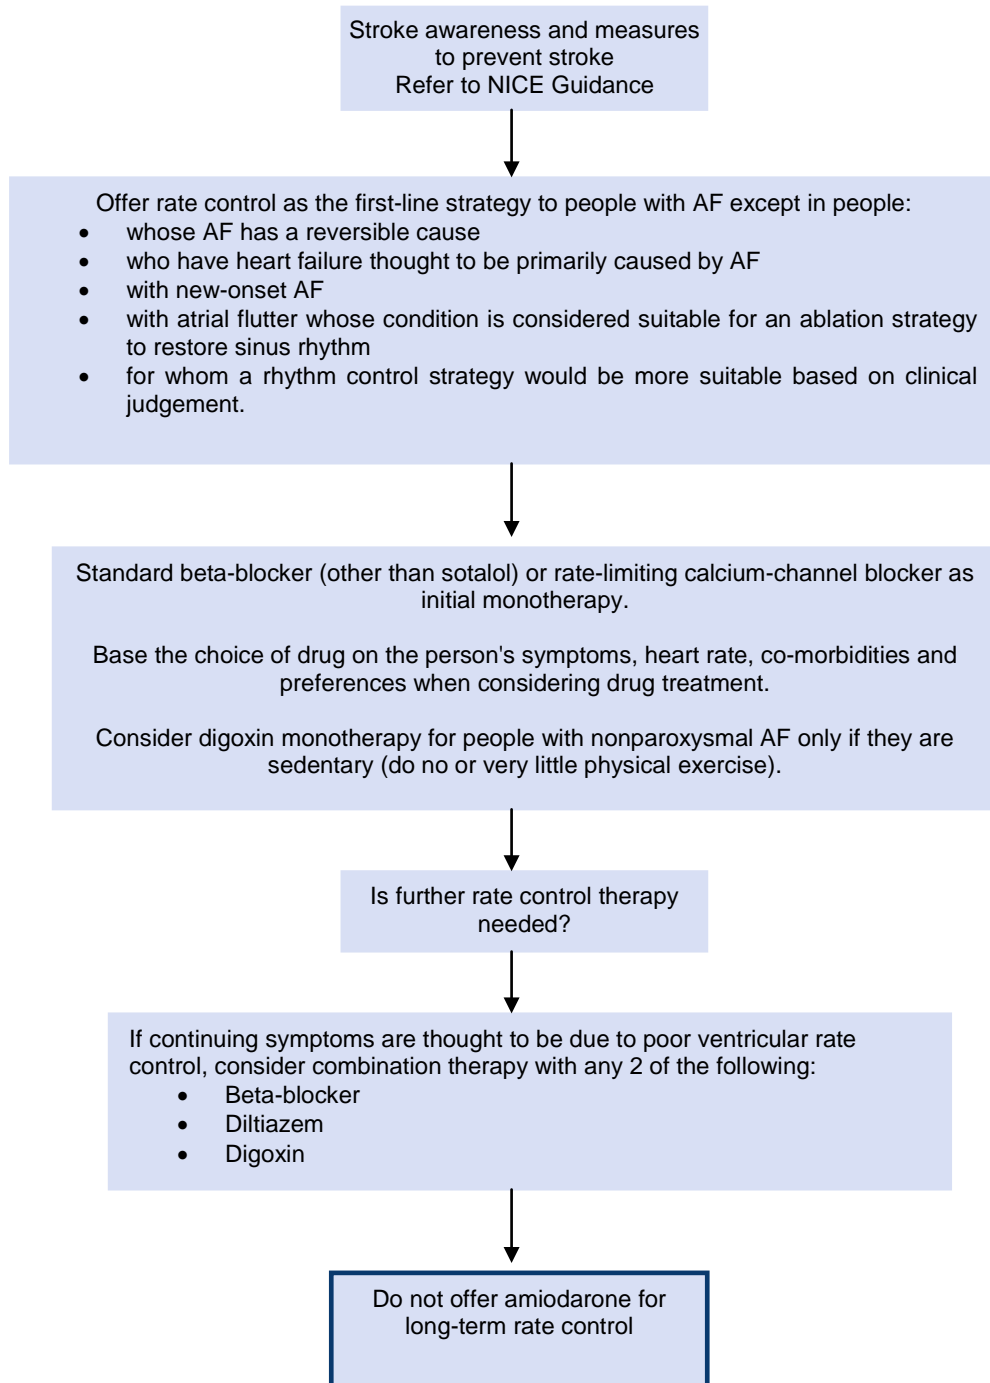 Stroke awareness and measures
to prevent stroke
Refer to NICE Guidance
Offer rate control as the first-line strategy to people with AF except in people:
• whose AF has a reversible cause
• who have heart failure thought to be primarily caused by AF
• with new-onset AF
• with atrial flutter whose condition is considered suitable for an ablation strategy
to restore sinus rhythm
• for whom a rhythm control strategy would be more suitable based on clinical
judgement.
Standard beta-blocker (other than sotalol) or rate-limiting calcium-channel blocker as
initial monotherapy.
Base the choice of drug on the person's symptoms, heart rate, co-morbidities and
preferences when considering drug treatment.
Consider digoxin monotherapy for people with nonparoxysmal AF only if they are
sedentary (do no or very little physical exercise).
Is further rate control therapy
needed?
If continuing symptoms are thought to be due to poor ventricular rate
control, consider combination therapy with any 2 of the following:
• Beta-blocker
• Diltiazem
• Digoxin
Do not offer amiodarone for
long-term rate control